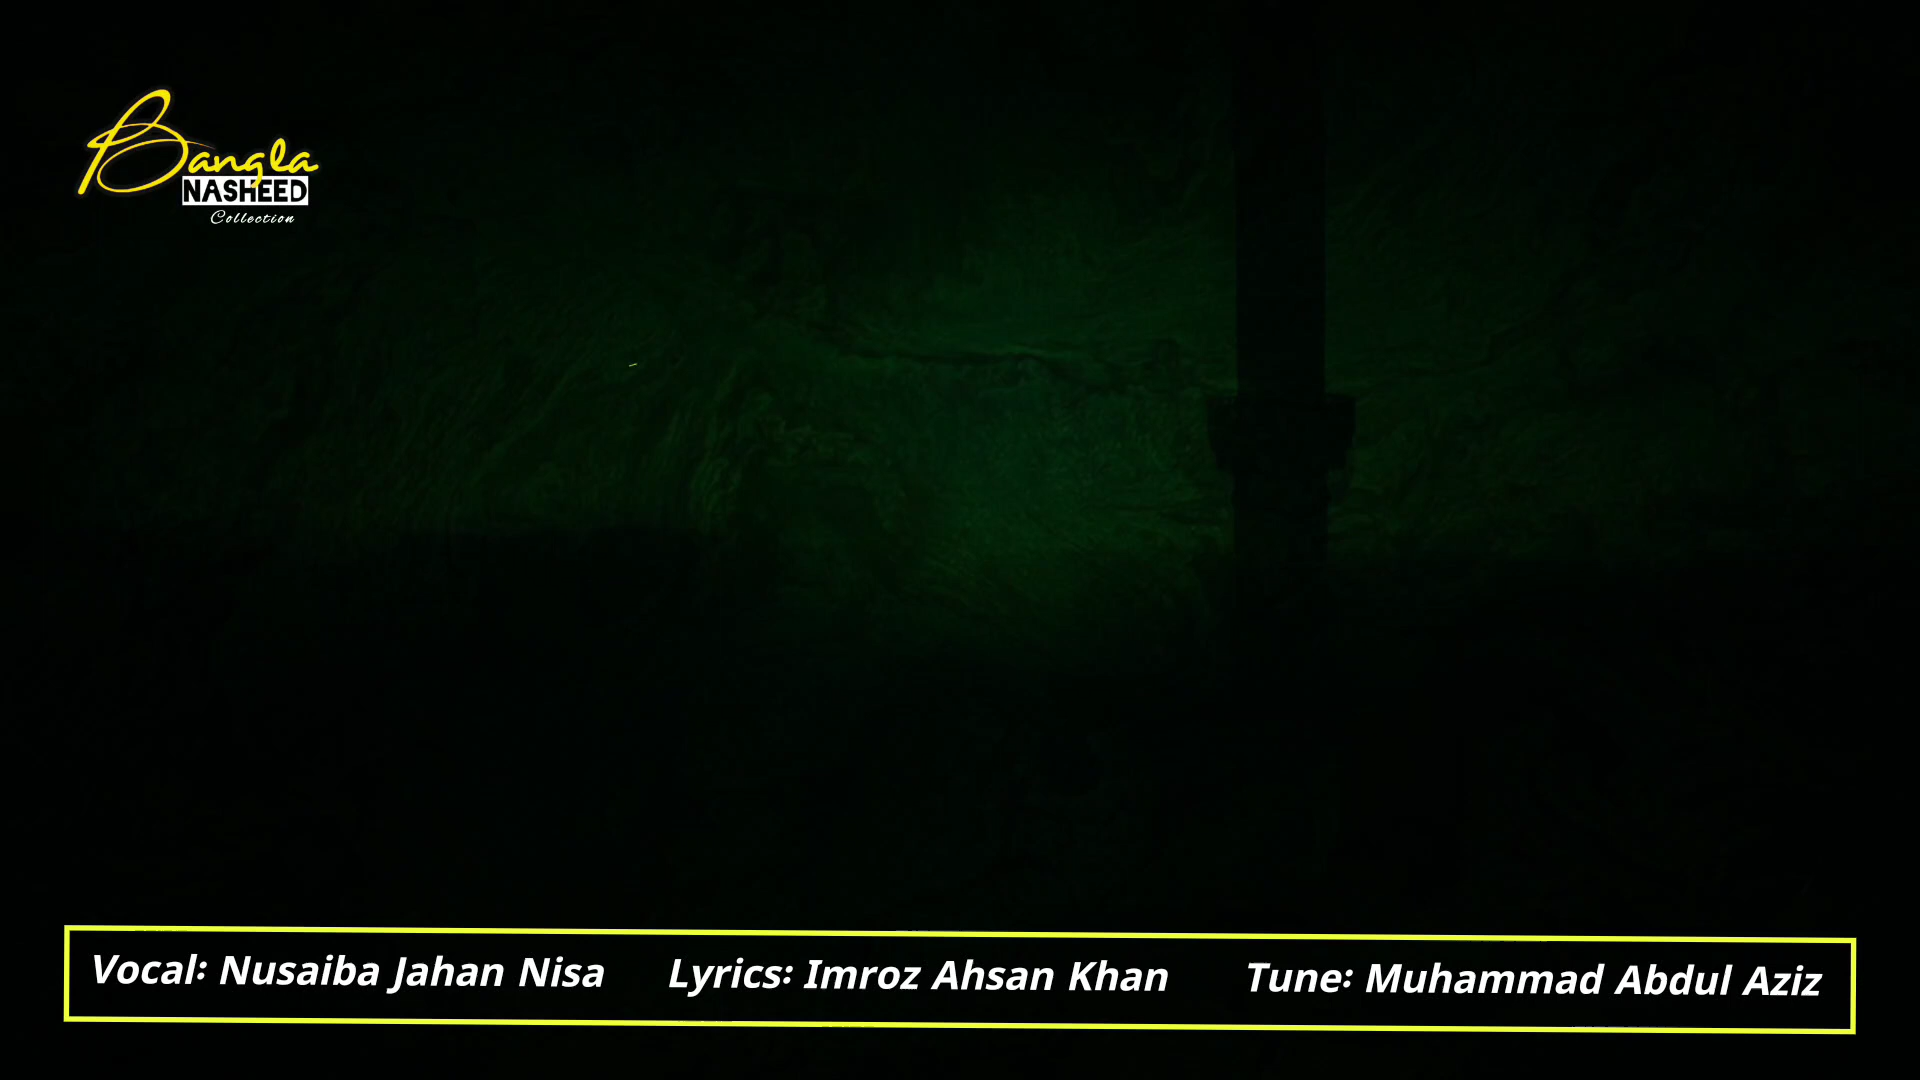 Bangla
NASHEED
Collection
Vocal: Nusaiba Jahan Nisa Lyrics: Imroz Ahsan Khan Tune: Muhammad Abdul Aziz